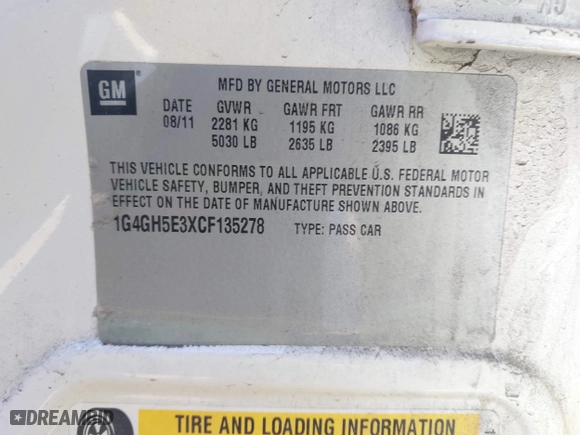 GM
MFD BY GENERAL MOTORS LLC
DATE GVWR GAWR FRT GAWR RR
08/11 2281 KG 1195 KG 1086 KG
5030 LB 2635 LB 2395 LB
THIS VEHICLE CONFORMS TO ALL APPLICABLE U.S. FEDERAL MOTOR
VEHICLE SAFETY, BUMPER, AND THEFT PREVENTION STANDARDS IN
EFFECT ON THE DATE OF MANUFACTURE SHOWN ABOVE.
1G4GH5E3XCF135278 TYPE: PASS CAR
TIRE AND LOADING INFORMATION
DREAMBID